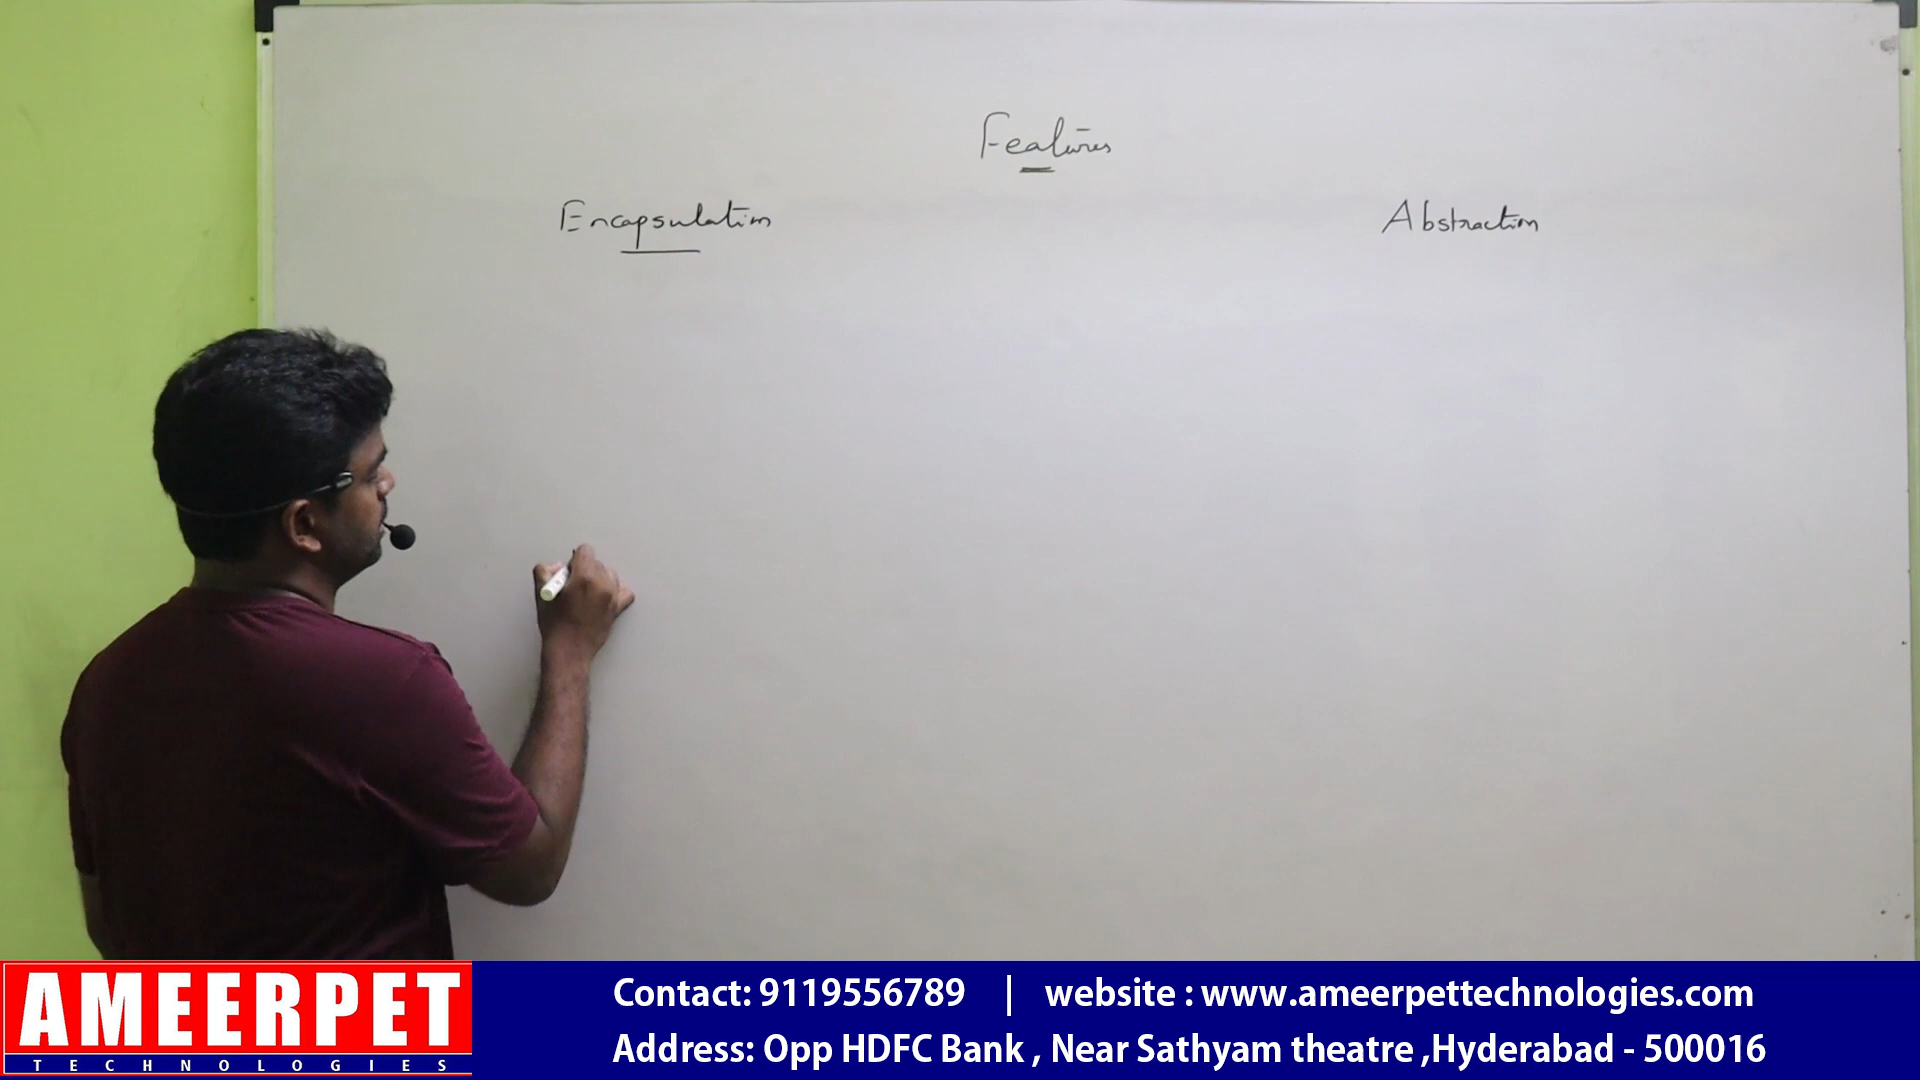 Features
Encapsulation
Abstraction
AMEERPET
TECHNOLOGIES
Contact: 9119556789 | website : www.ameerpettechnologies.com
Address: Opp HDFC Bank , Near Sathyam theatre ,Hyderabad - 500016